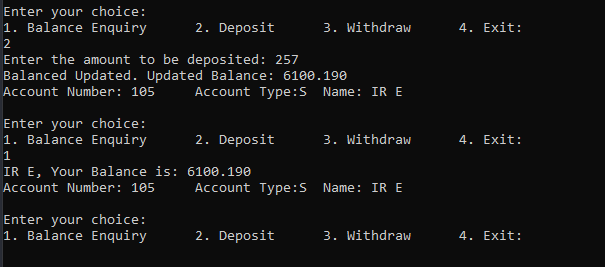 Enter your choice:
1. Balance Enquiry      2. Deposit      3. Withdraw      4. Exit:
2
Enter the amount to be deposited: 257
Balanced Updated. Updated Balance: 6100.190
Account Number: 105     Account Type:S  Name: IR E

Enter your choice:
1. Balance Enquiry      2. Deposit      3. Withdraw      4. Exit:
1
IR E, Your Balance is: 6100.190
Account Number: 105     Account Type:S  Name: IR E

Enter your choice:
1. Balance Enquiry      2. Deposit      3. Withdraw      4. Exit: